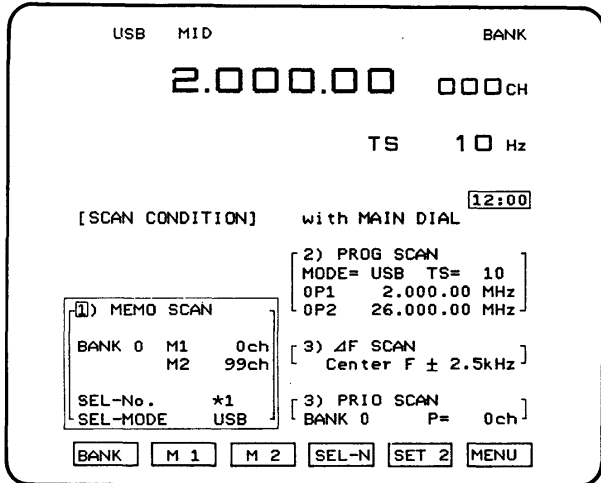 USB MID BANK
2.000.00 000CH
TS 10 Hz
12:00
[SCAN CONDITION] with MAIN DIAL
2) PROG SCAN
MODE= USB TS= 10
OP1 2.000.00 MHz
OP2 26.000.00 MHz
1) MEMO SCAN
BANK 0 M1 0ch
M2 99ch
SEL-No. *1
SEL-MODE USB
3) ⊿F SCAN
Center F ± 2.5kHz
3) PRIO SCAN
BANK 0 P= 0ch
BANK M 1 M 2 SEL-N SET 2 MENU